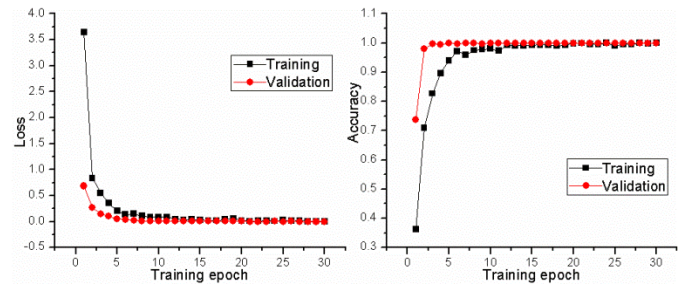 4.0
3.5
3.0
2.5
2.0
1.5
1.0
0.5
0.0
-0.5
Loss
Training
Validation
0 5 10 15 20 25 30
Training epoch
1.1
1.0
0.9
0.8
0.7
0.6
0.5
0.4
0.3
Accuracy
Training
Validation
0 5 10 15 20 25 30
Training epoch